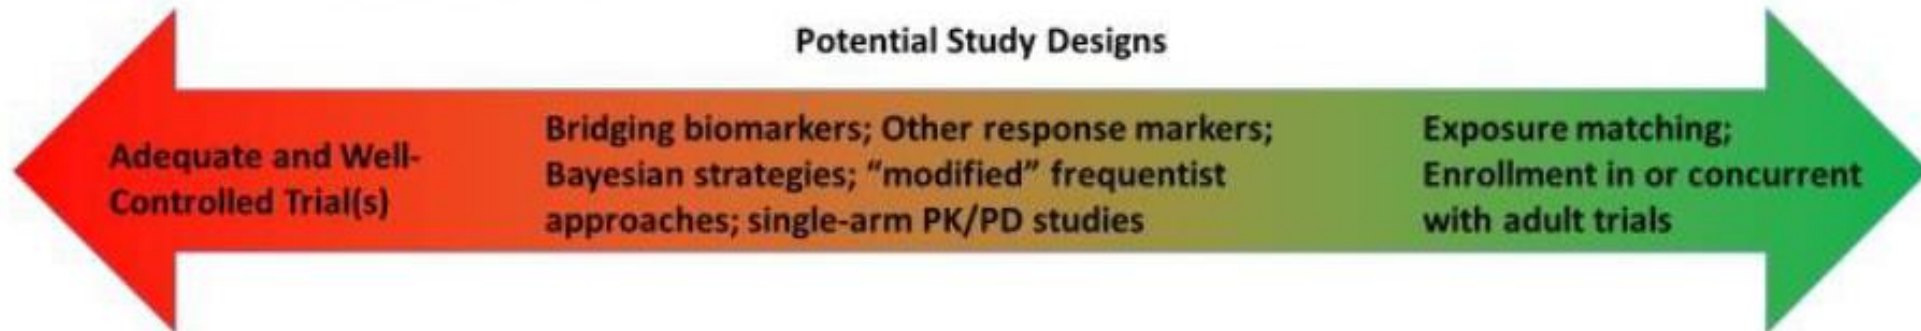 Potential Study Designs
Adequate and Well-
Controlled Trial(s)
Bridging biomarkers; Other response markers;
Bayesian strategies; “modified” frequentist
approaches; single-arm PK/PD studies
Exposure matching;
Enrollment in or concurrent
with adult trials